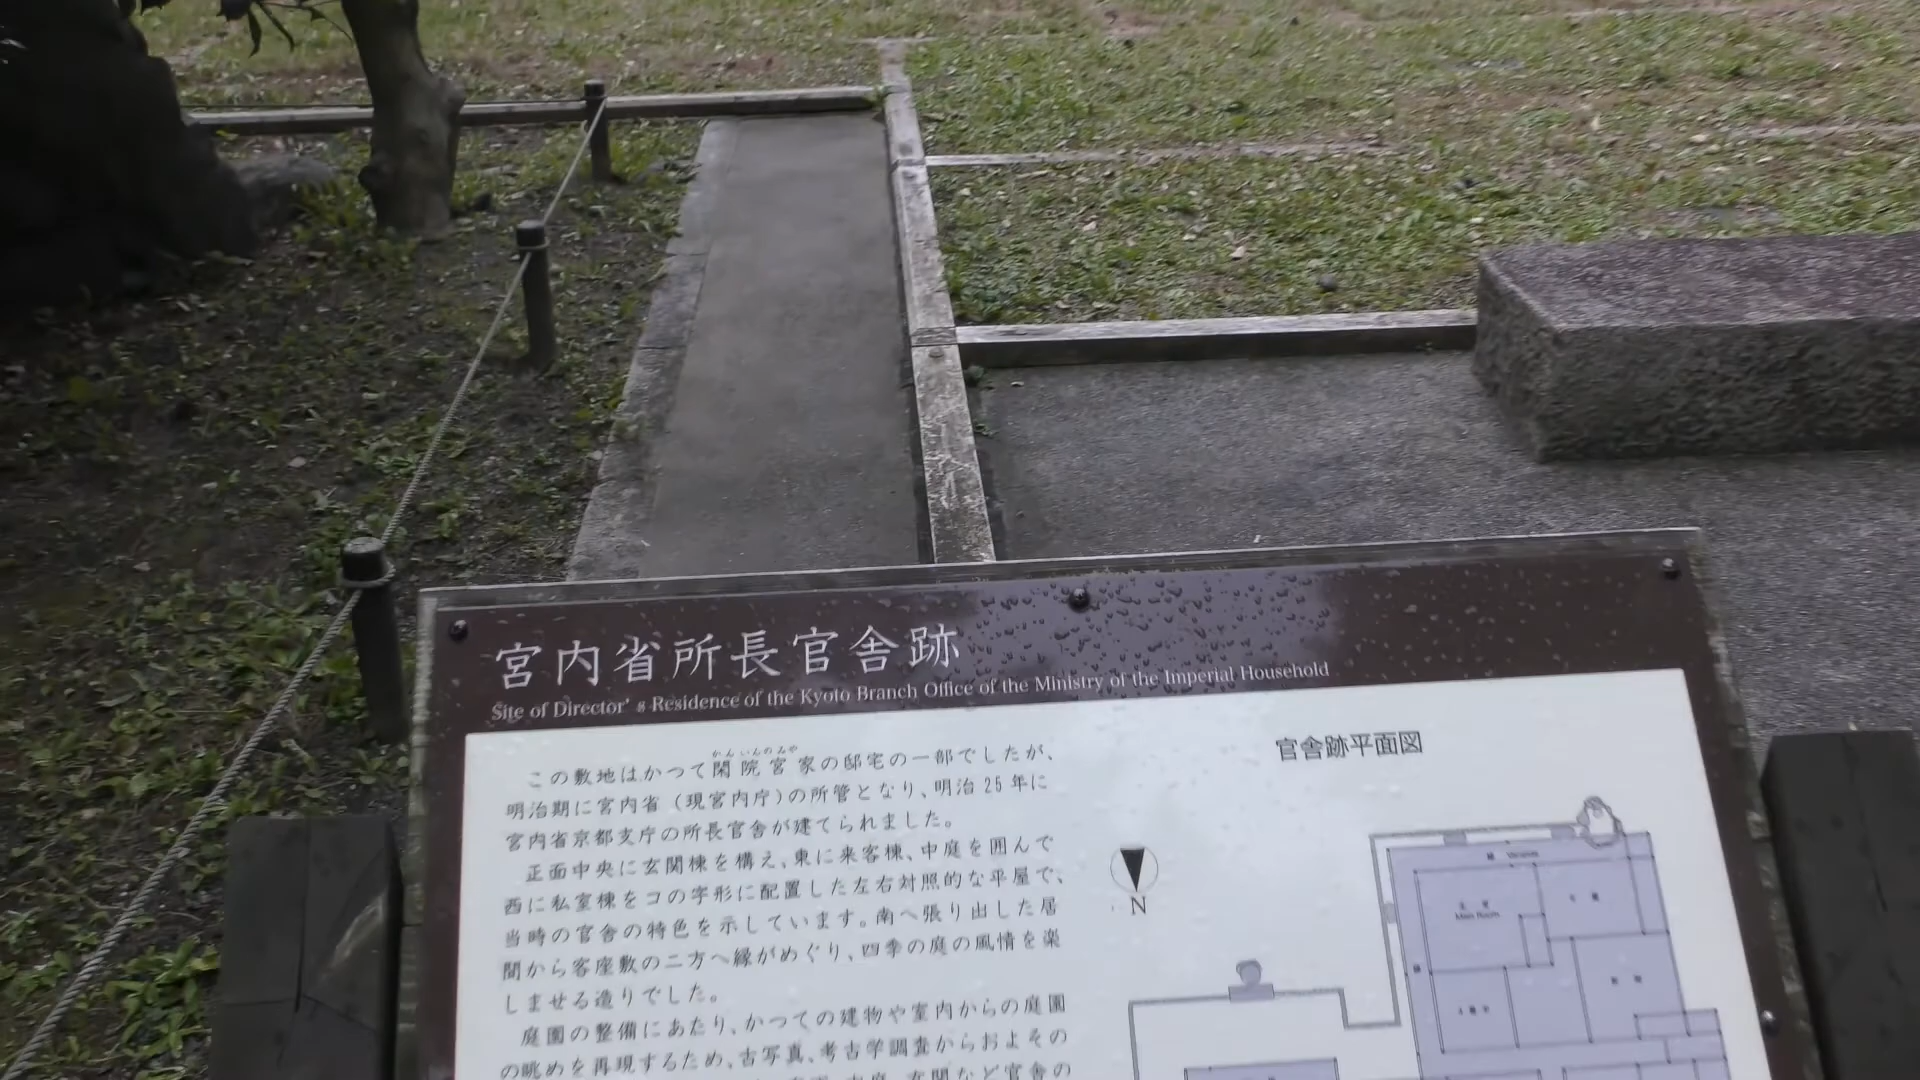 宮内省所長官舎跡
Site of Director's Residence of the Kyoto Branch Office of the Ministry of the Imperial Household
かんいんのみや
この敷地はかつて閑院宮家の邸宅の一部でしたが、
明治期に宮内省（現宮内庁）の所管となり、明治25年に
宮内省京都支庁の所長官舎が建てられました。
正面中央に玄関棟を構え、東に来客棟、中庭を囲んで
西に私室棟をコの字形に配置した左右対照的な平屋で、
当時の官舎の特色を示しています。南へ張り出した居
間から客座敷の二方へ縁がめぐり、四季の庭の風情を楽
しませる造りでした。
庭園の整備にあたり、かつての建物や室内からの庭園
の眺めを再現するため、古写真、考古学調査からおよその
中庭、玄関など官舎の
官舎跡平面図
N
Main Room